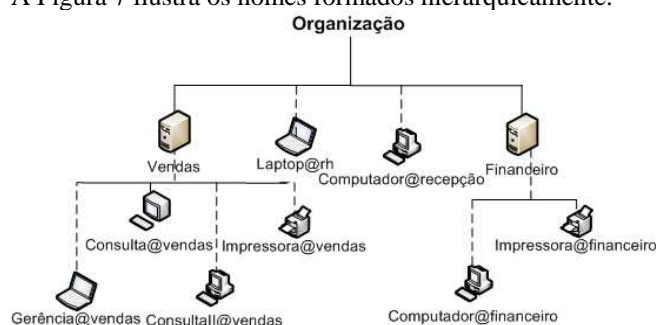 A Figura 7 ilustra os nomes formados hierarquicamente.
Organização
Vendas
Laptop@rh
Computador@recepção
Financeiro
Consulta@vendas
Impressora@vendas
Impressora@financeiro
Gerência@vendas
ConsultaII@vendas
Computador@financeiro